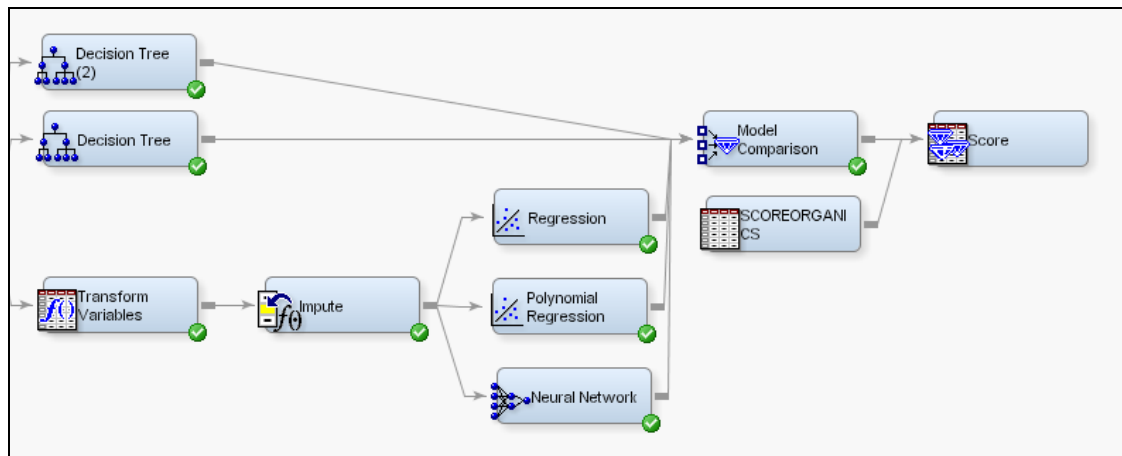 Decision Tree
(2)
Decision Tree
Model
Comparison
Score
Regression
SCOREORGANI
CS
Transform
Variables
Impute
Polynomial
Regression
Neural Network